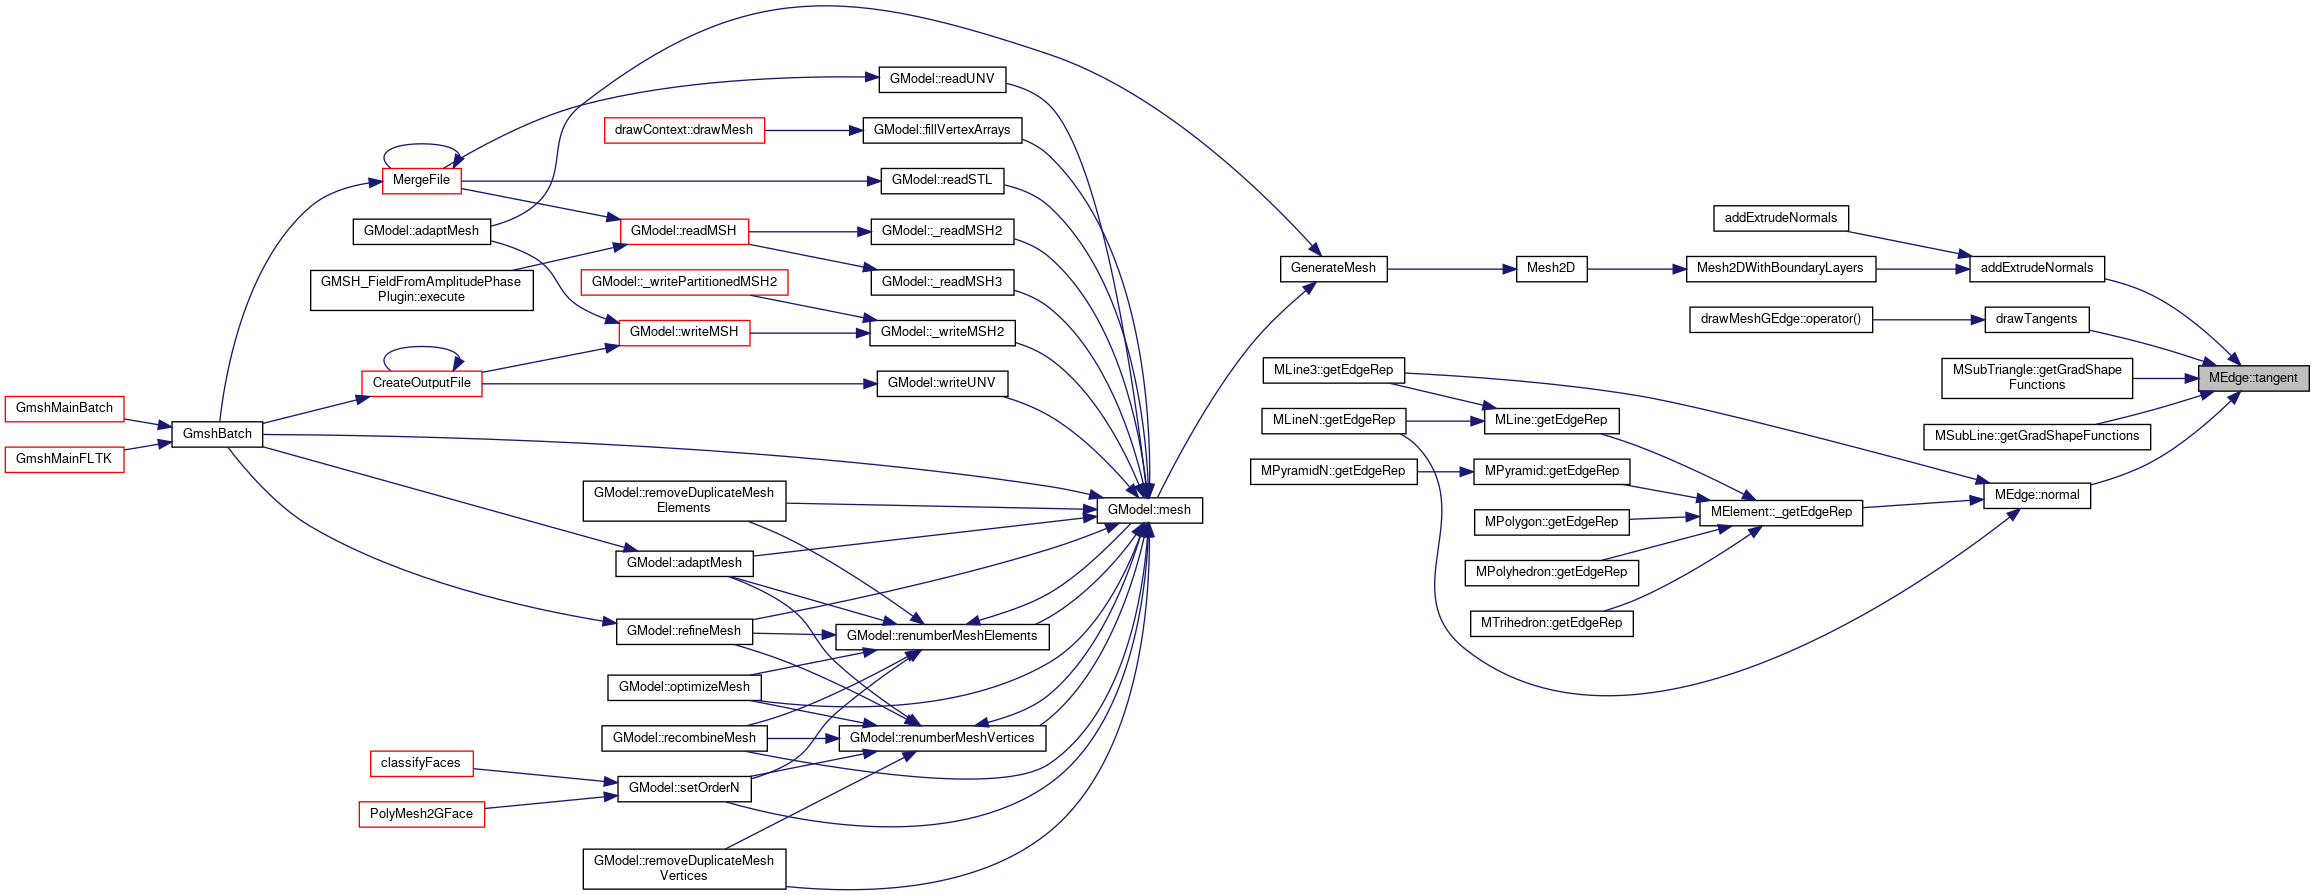 GModel::readUNV
drawContext::drawMesh
GModel::fillVertexArrays
MergeFile
GModel::readSTL
GModel::adaptMesh
GModel::readMSH
GModel::_readMSH2
GMSH_FieldFromAmplitudePhase
Plugin::execute
GModel::_writePartitionedMSH2
GModel::_readMSH3
GModel::writeMSH
GModel::_writeMSH2
CreateOutputFile
GModel::writeUNV
GmshMainBatch
GmshBatch
GmshMainFLTK
GModel::removeDuplicateMesh
Elements
GModel::mesh
GModel::adaptMesh
GModel::refineMesh
GModel::renumberMeshElements
GModel::optimizeMesh
GModel::recombineMesh
GModel::renumberMeshVertices
classifyFaces
GModel::setOrderN
PolyMesh2GFace
GModel::removeDuplicateMesh
Vertices
addExtrudeNormals
GenerateMesh
Mesh2D
Mesh2DWithBoundaryLayers
addExtrudeNormals
drawMeshGEdge::operator()
drawTangents
MLine3::getEdgeRep
MSubTriangle::getGradShape
Functions
MEdge::tangent
MLineN::getEdgeRep
MLine::getEdgeRep
MSubLine::getGradShapeFunctions
MPyramidN::getEdgeRep
MPyramid::getEdgeRep
MEdge::normal
MElement::_getEdgeRep
MPolygon::getEdgeRep
MPolyhedron::getEdgeRep
MTrihedron::getEdgeRep